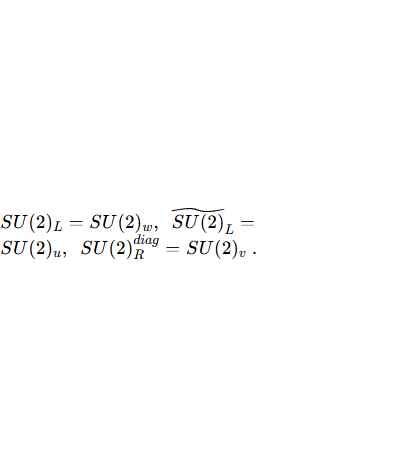 $SU(2)_L = SU(2)_w, \;\; \widetilde{SU(2)}_L =$
$SU(2)_u, \;\; SU(2)_R^{diag} = SU(2)_v \; .$